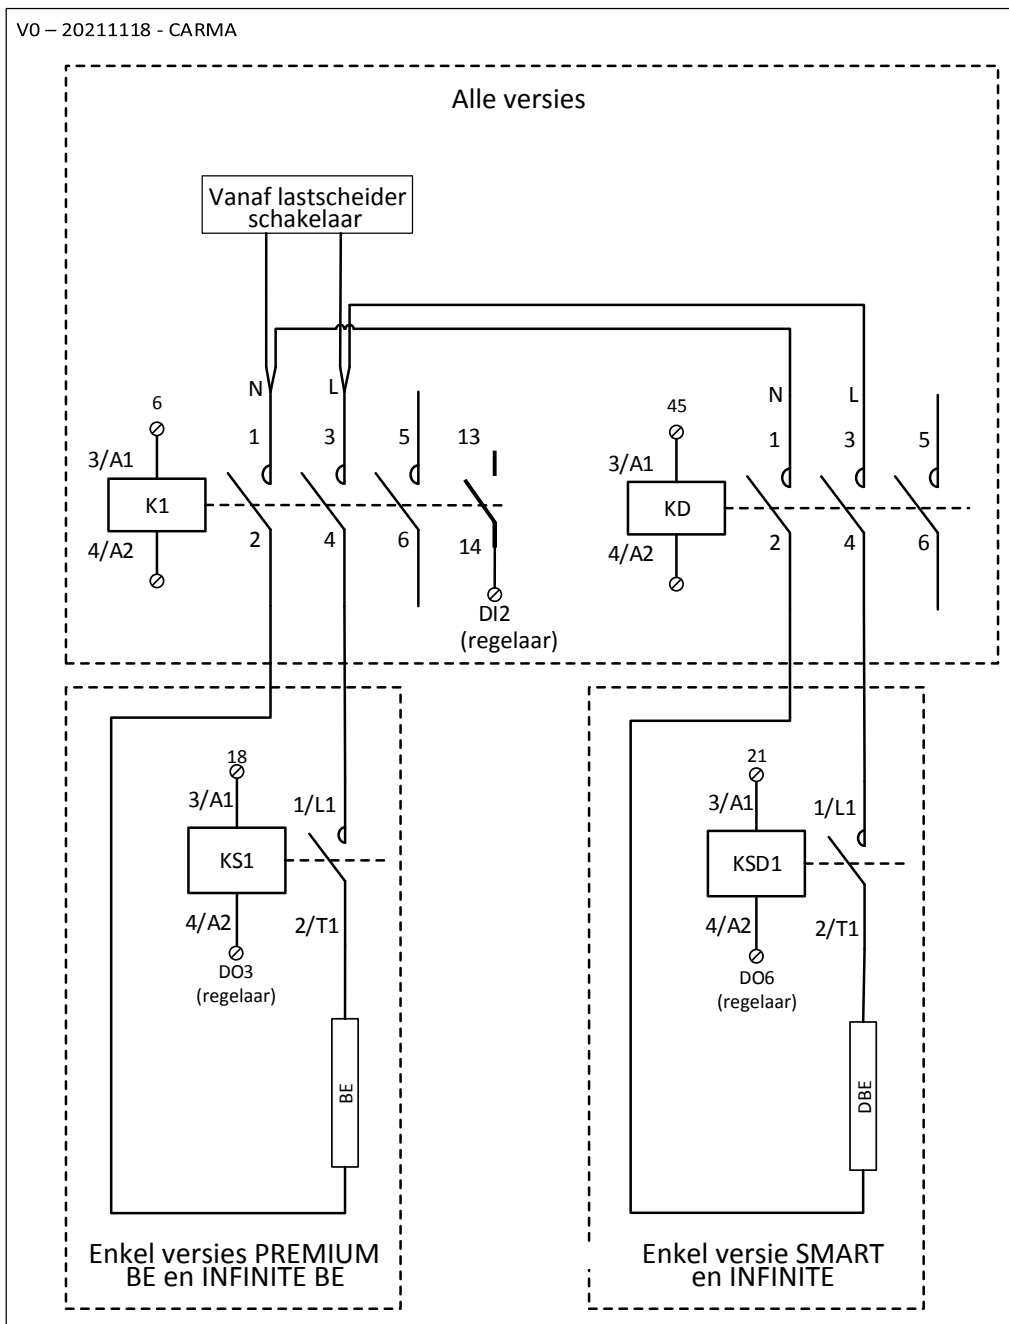 V0 – 20211118 - CARMA
Alle versies
Vanaf lastscheider
schakelaar
N
L
N
L
6
45
1
3
5
13
1
3
5
3/A1
3/A1
K1
KD
2
4
6
14
2
4
6
4/A2
4/A2
DI2
(regelaar)
18
21
3/A1
1/L1
3/A1
1/L1
KS1
KSD1
4/A2
2/T1
4/A2
2/T1
DO3
(regelaar)
DO6
(regelaar)
BE
DBE
Enkel versies PREMIUM
BE en INFINITE BE
Enkel versie SMART
en INFINITE